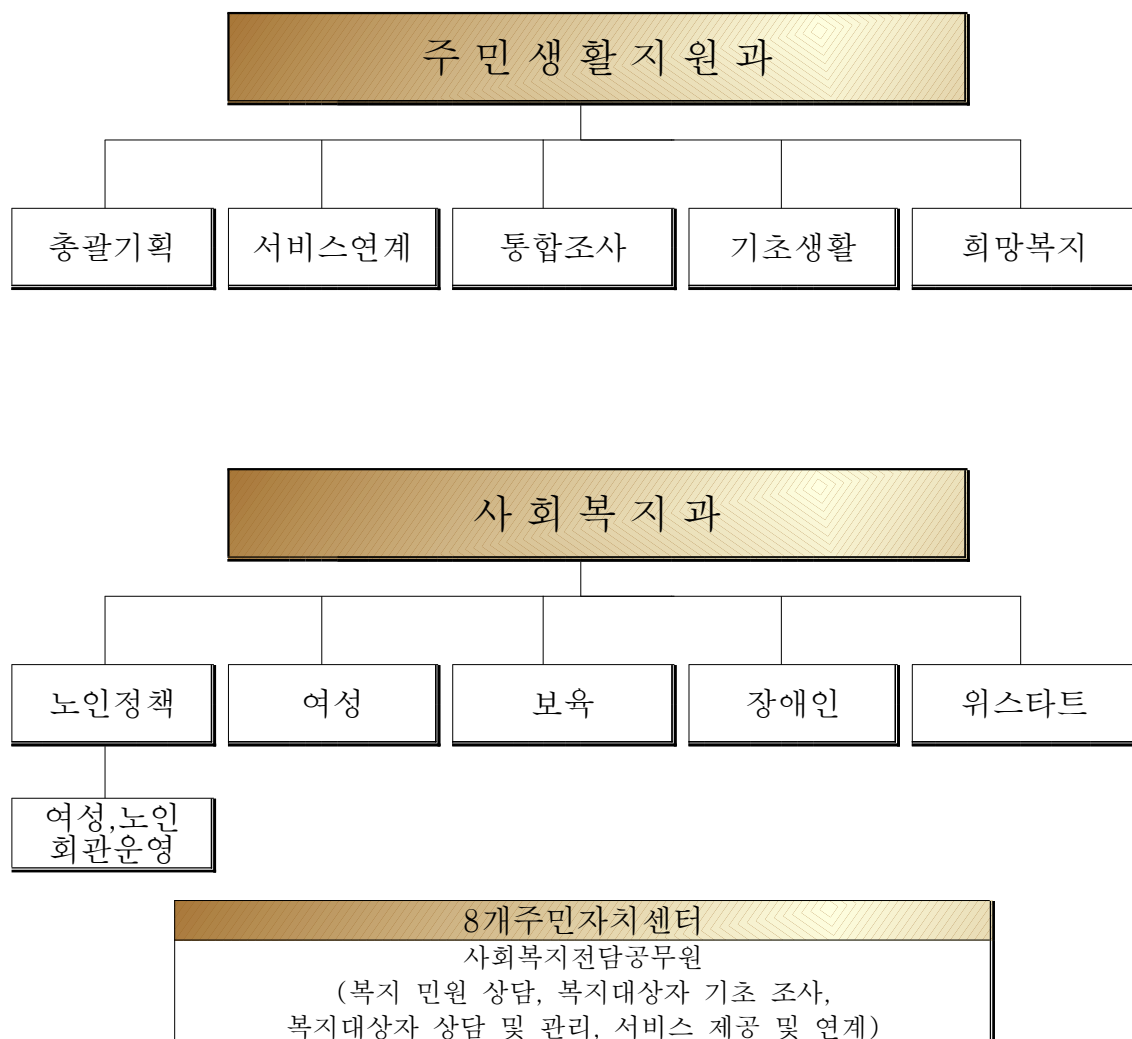 주민생활지원과
총괄기획
서비스연계
통합조사
기초생활
희망복지
사회복지과
노인정책
여성
보육
장애인
위스타트
여성,노인
회관운영
8개주민자치센터
사회복지전담공무원
(복지 민원 상담, 복지대상자 기초 조사,
복지대상자 상담 및 관리, 서비스 제공 및 연계)